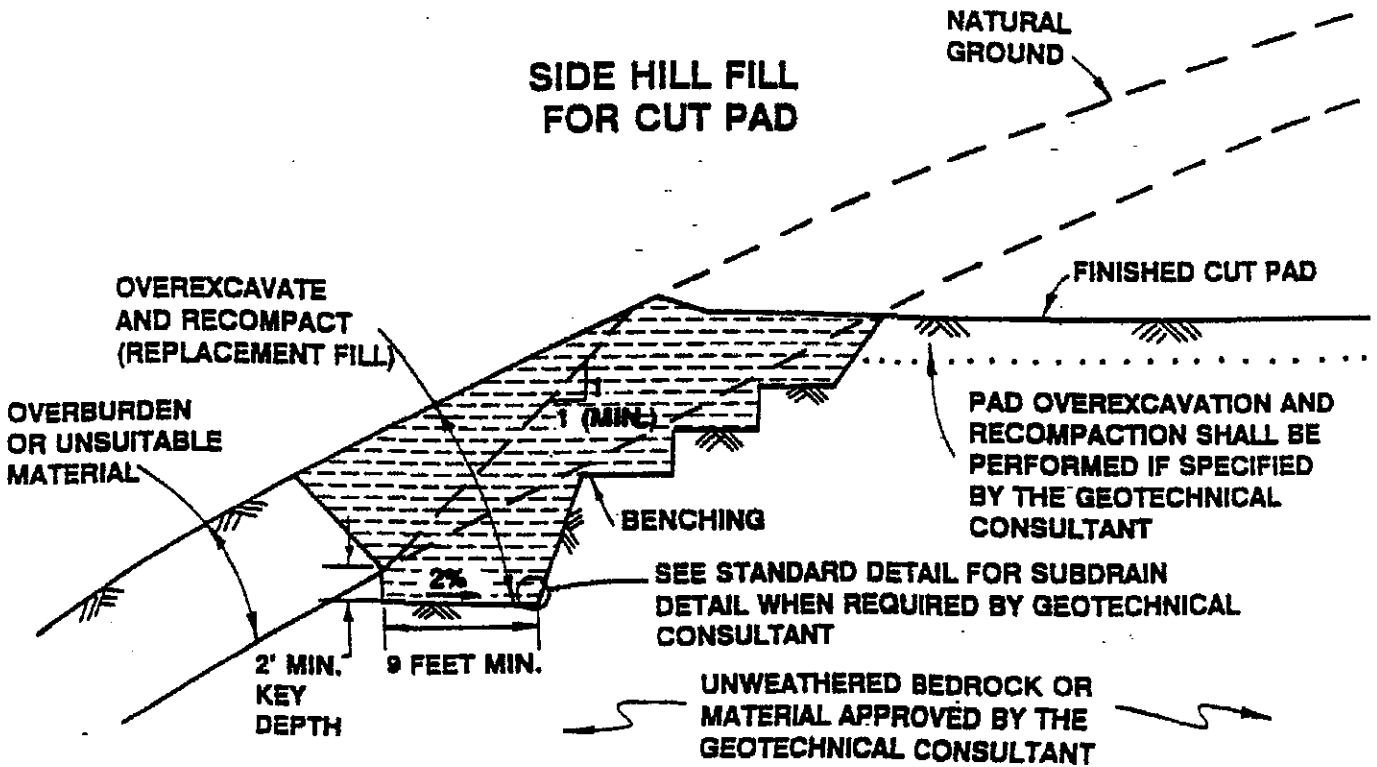 SIDE HILL FILL
FOR CUT PAD
NATURAL
GROUND
FINISHED CUT PAD
OVEREXCAVATE
AND RECOMPACT
(REPLACEMENT FILL)
OVERBURDEN
OR UNSUITABLE
MATERIAL
1
1 (MIN.)
PAD OVEREXCAVATION AND
RECOMPACTION SHALL BE
PERFORMED IF SPECIFIED
BY THE GEOTECHNICAL
CONSULTANT
BENCHING
2%
SEE STANDARD DETAIL FOR SUBDRAIN
DETAIL WHEN REQUIRED BY GEOTECHNICAL
CONSULTANT
2' MIN.
KEY
DEPTH
9 FEET MIN.
UNWEATHERED BEDROCK OR
MATERIAL APPROVED BY THE
GEOTECHNICAL CONSULTANT